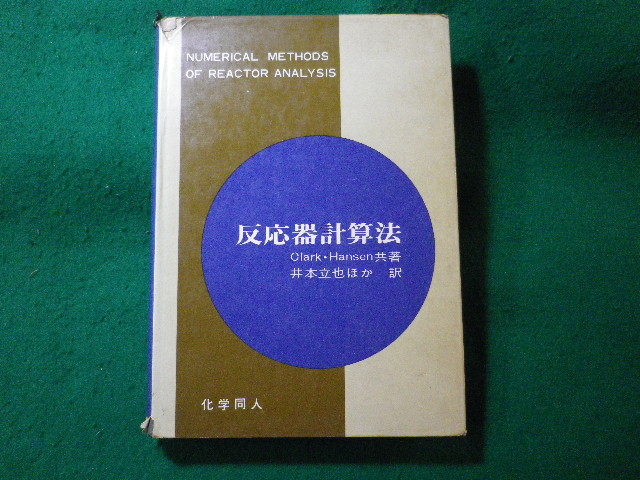 NUMERICAL METHODS
OF REACTOR ANALYSIS
反応器計算法
Clark・Hansen共著
井本立也ほか 訳
化学同人